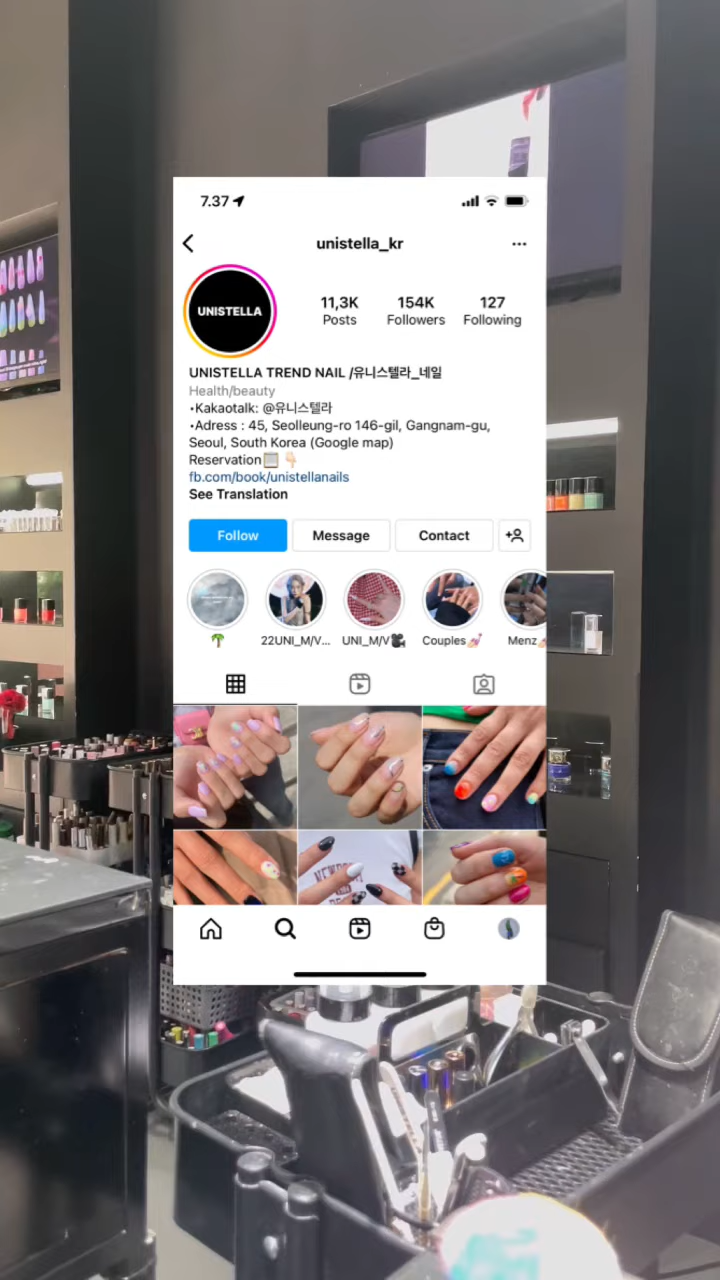 7.37
unistella_kr
UNISTELLA
11,3K
Posts
154K
Followers
127
Following
UNISTELLA TREND NAIL /유니스텔라_네일
Health/beauty
•Kakaotalk: @유니스텔라
•Adress : 45, Seolleung-ro 146-gil, Gangnam-gu,
Seoul, South Korea (Google map)
Reservation📋👇🏻
fb.com/book/unistellanails
See Translation
Follow
Message
Contact
🌴
22UNI_M/V...
UNI_M/V🎥
Couples💅🏻
Menz💅🏻